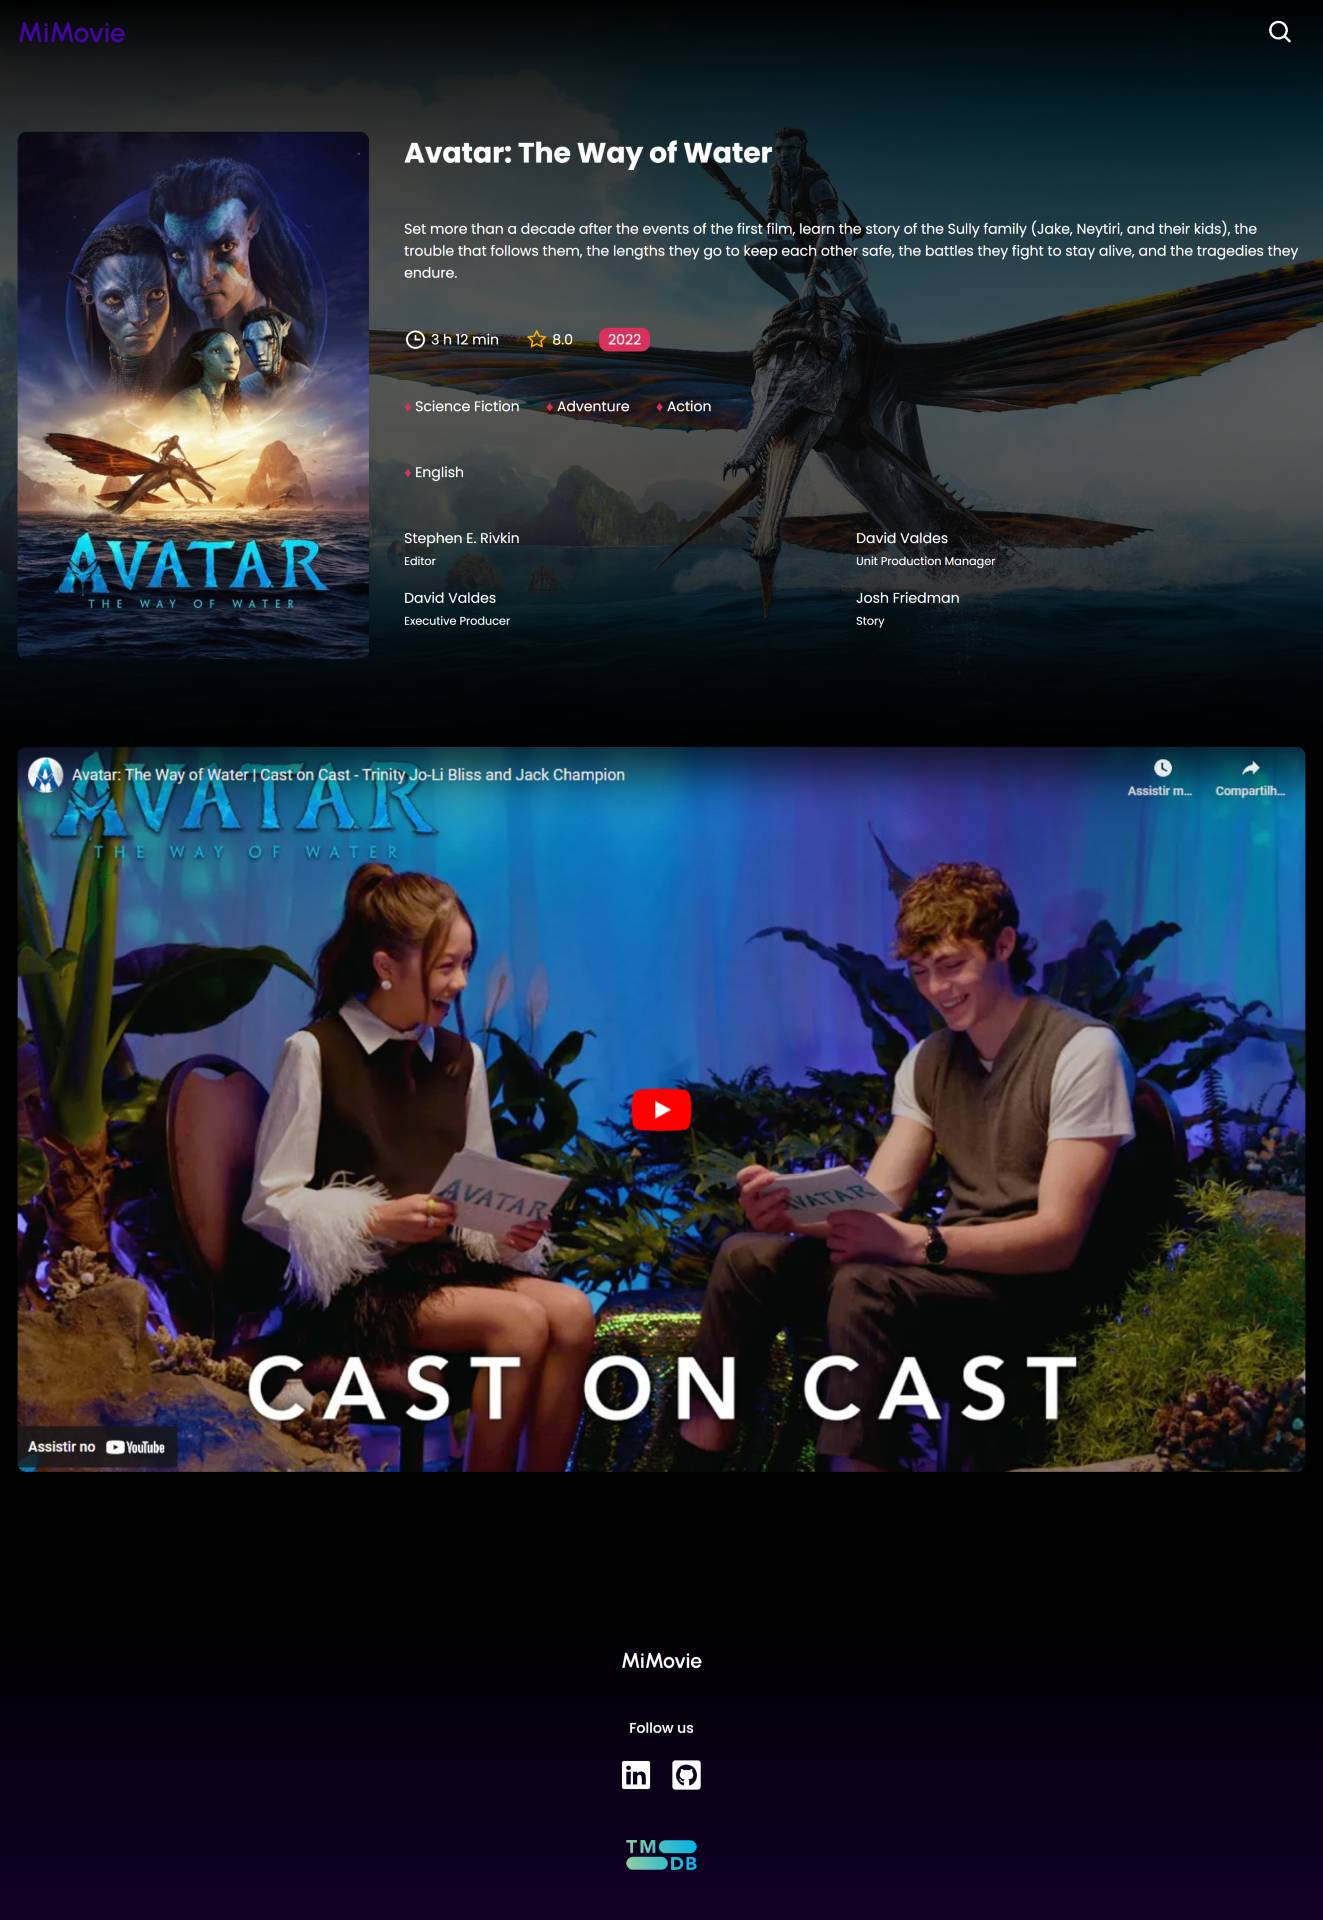 MiMovie
Avatar: The Way of Water
Set more than a decade after the events of the first film, learn the story of the Sully family (Jake, Neytiri, and their kids), the
trouble that follows them, the lengths they go to keep each other safe, the battles they fight to stay alive, and the tragedies they
endure.
3 h 12 min 8.0 2022
Science Fiction Adventure Action
English
Stephen E. Rivkin David Valdes
Editor Unit Production Manager
David Valdes Josh Friedman
Executive Producer Story
AVATAR
THE WAY OF WATER
Avatar: The Way of Water | Cast on Cast - Trinity Jo-Li Bliss and Jack Champion
Assistir m... Compartilh...
AVATAR
THE WAY OF WATER
AVATAR
AVATAR
CAST ON CAST
Assistir no YouTube
MiMovie
Follow us
in
TM
DB